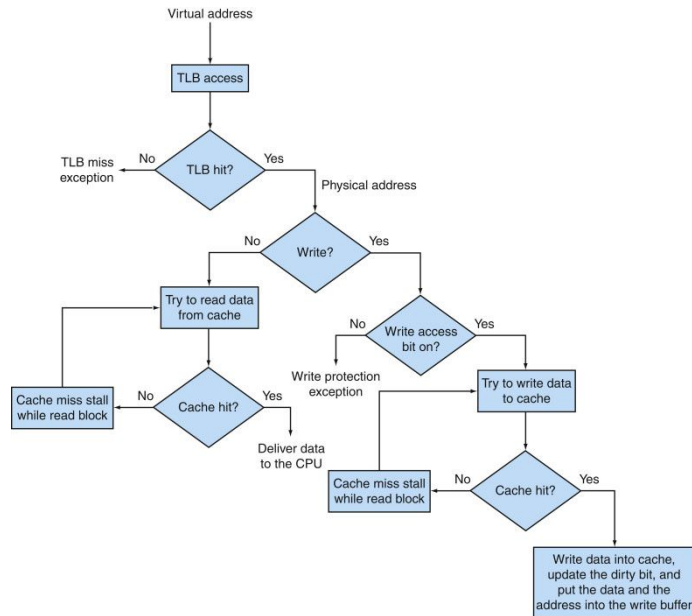 Virtual address
TLB access
TLB hit?
No
Yes
TLB miss
exception
Physical address
Write?
No
Yes
Try to read data
from cache
Write access
bit on?
No
Yes
Write protection
exception
Try to write data
to cache
Cache hit?
No
Yes
Cache miss stall
while read block
Deliver data
to the CPU
Cache hit?
No
Yes
Cache miss stall
while read block
Write data into cache,
update the dirty bit, and
put the data and the
address into the write buffer